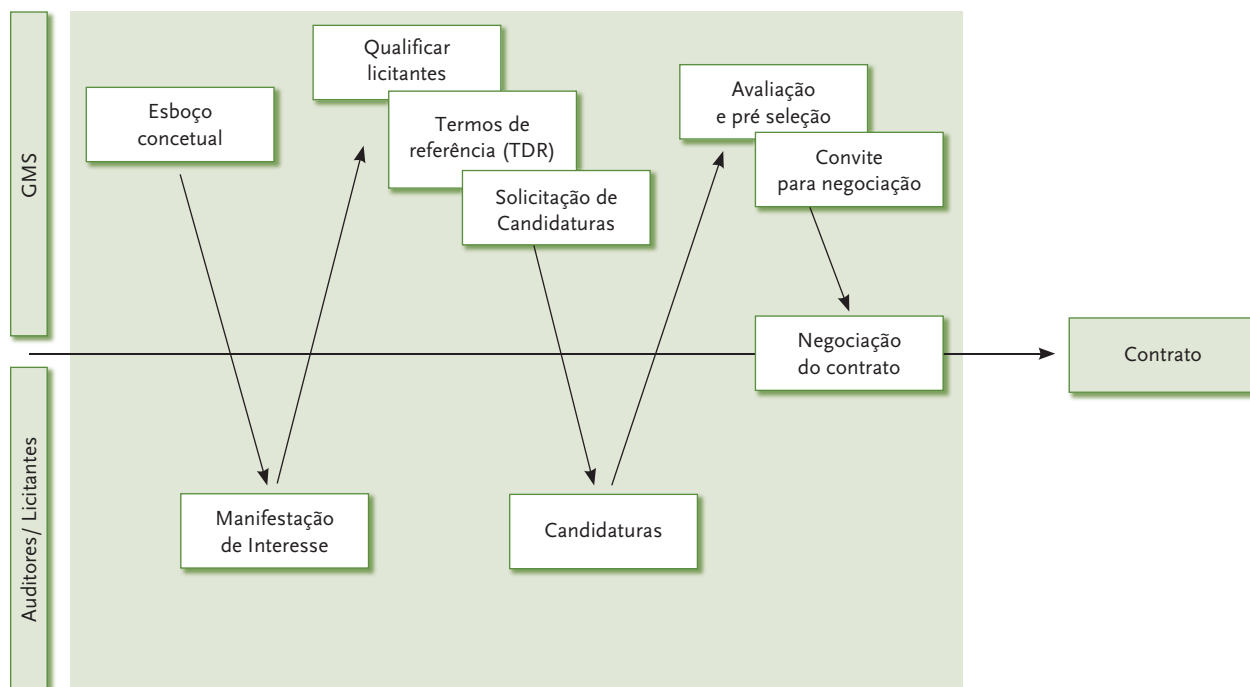 GMS
Esboço
concetual
Qualificar
licitantes
Termos de
referência (TDR)
Solicitação de
Candidaturas
Avaliação
e pré seleção
Convite
para negociação
Negociação
do contrato
Contrato
Auditores/ Licitantes
Manifestação
de Interesse
Candidaturas